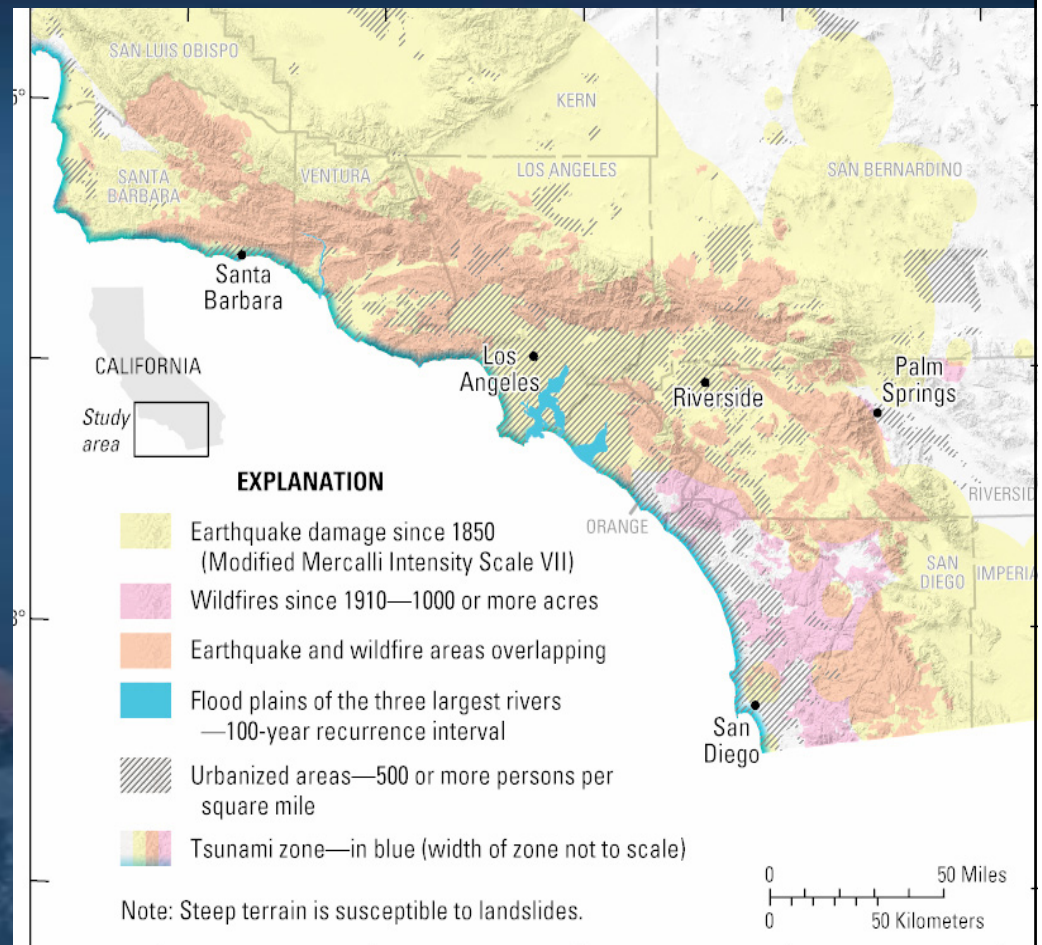 SAN LUIS OBISPO
5°
KERN
SANTA
BARBARA
VENTURA
LOS ANGELES
SAN BERNARDINO
Santa
Barbara
CALIFORNIA
Study
area
Los
Angeles
Riverside
Palm
Springs
RIVERSID
ORANGE
SAN
DIEGO
IMPERIA
San
Diego
EXPLANATION
Earthquake damage since 1850
(Modified Mercalli Intensity Scale VII)
Wildfires since 1910—1000 or more acres
Earthquake and wildfire areas overlapping
3°
Flood plains of the three largest rivers
—100-year recurrence interval
Urbanized areas—500 or more persons per
square mile
Tsunami zone—in blue (width of zone not to scale)
Note: Steep terrain is susceptible to landslides.
0 50 Miles
0 50 Kilometers